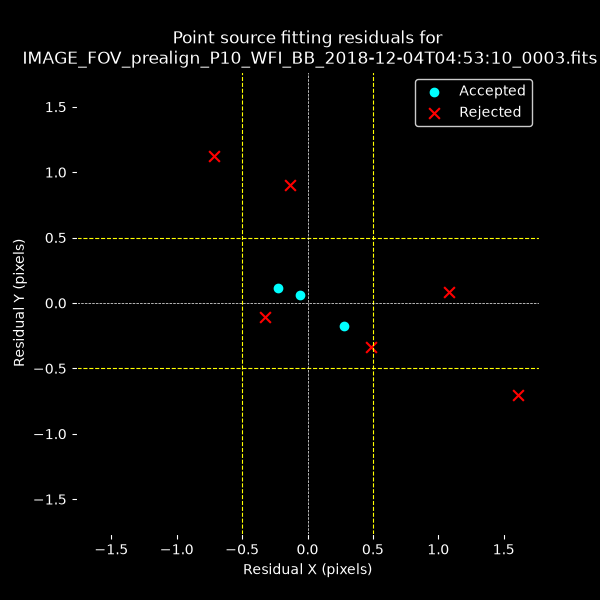 Point source fitting residuals for
IMAGE_FOV_prealign_P10_WFI_BB_2018-12-04T04:53:10_0003.fits
Accepted
Rejected
1.5
1.0
0.5
0.0
−0.5
−1.0
−1.5
Residual Y (pixels)
−1.5
−1.0
−0.5
0.0
0.5
1.0
1.5
Residual X (pixels)